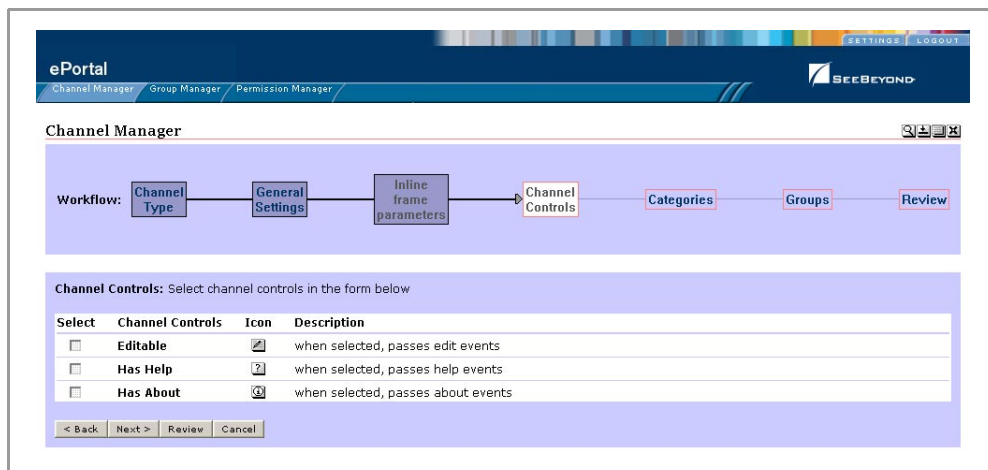 SETTINGS LOGOUT
ePortal
SEEBEYOND
Channel Manager Group Manager Permission Manager
Channel Manager
Workflow: Channel Type General Settings Inline frame parameters Channel Controls Categories Groups Review
Channel Controls: Select channel controls in the form below
Select Channel Controls Icon Description
Editable when selected, passes edit events
Has Help ? when selected, passes help events
Has About when selected, passes about events
< Back Next > Review Cancel